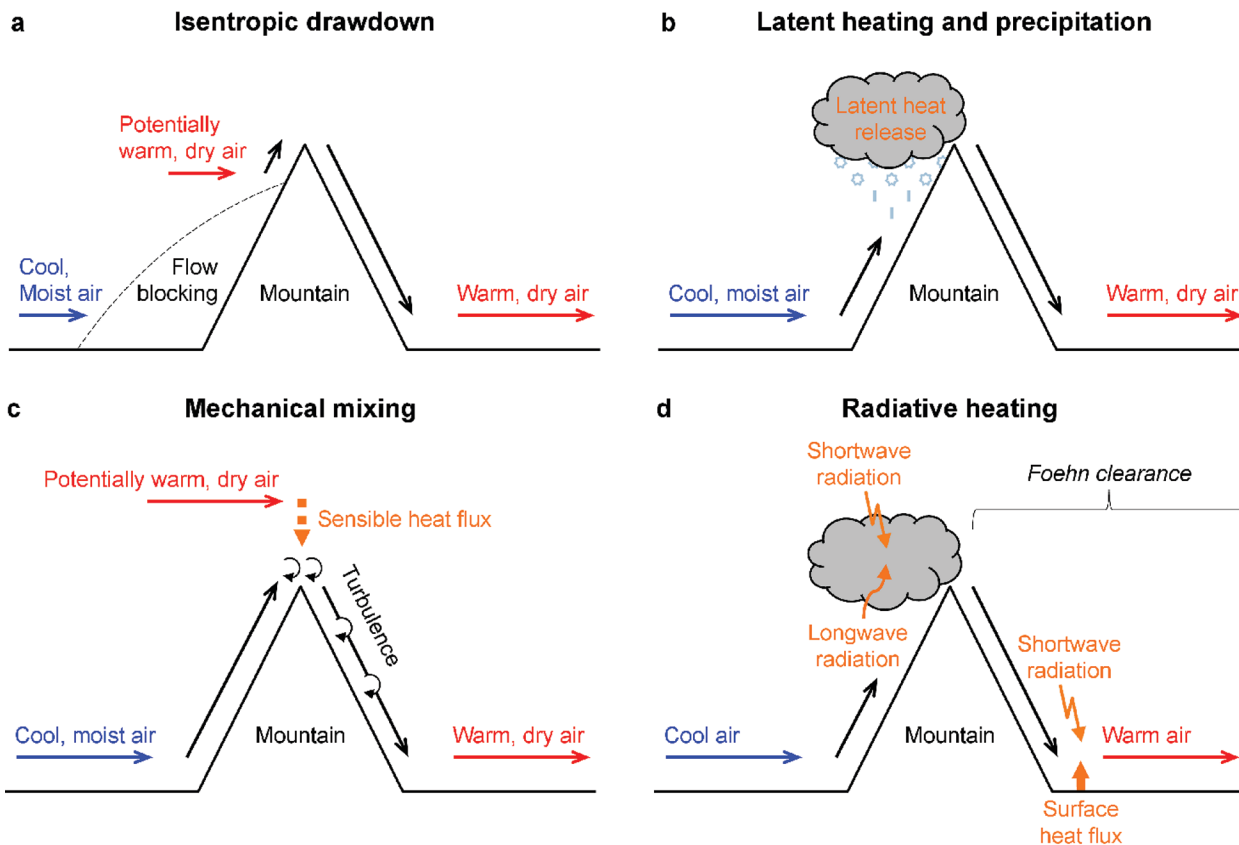 a
Isentropic drawdown
Potentially
warm, dry air
Cool,
Moist air
Flow
blocking
Mountain
Warm, dry air
b
Latent heating and precipitation
Latent heat
release
Cool, moist air
Mountain
Warm, dry air
c
Mechanical mixing
Potentially warm, dry air
Sensible heat flux
Turbulence
Cool, moist air
Mountain
Warm, dry air
d
Radiative heating
Shortwave
radiation
Foehn clearance
Longwave
radiation
Shortwave
radiation
Cool air
Mountain
Warm air
Surface
heat flux